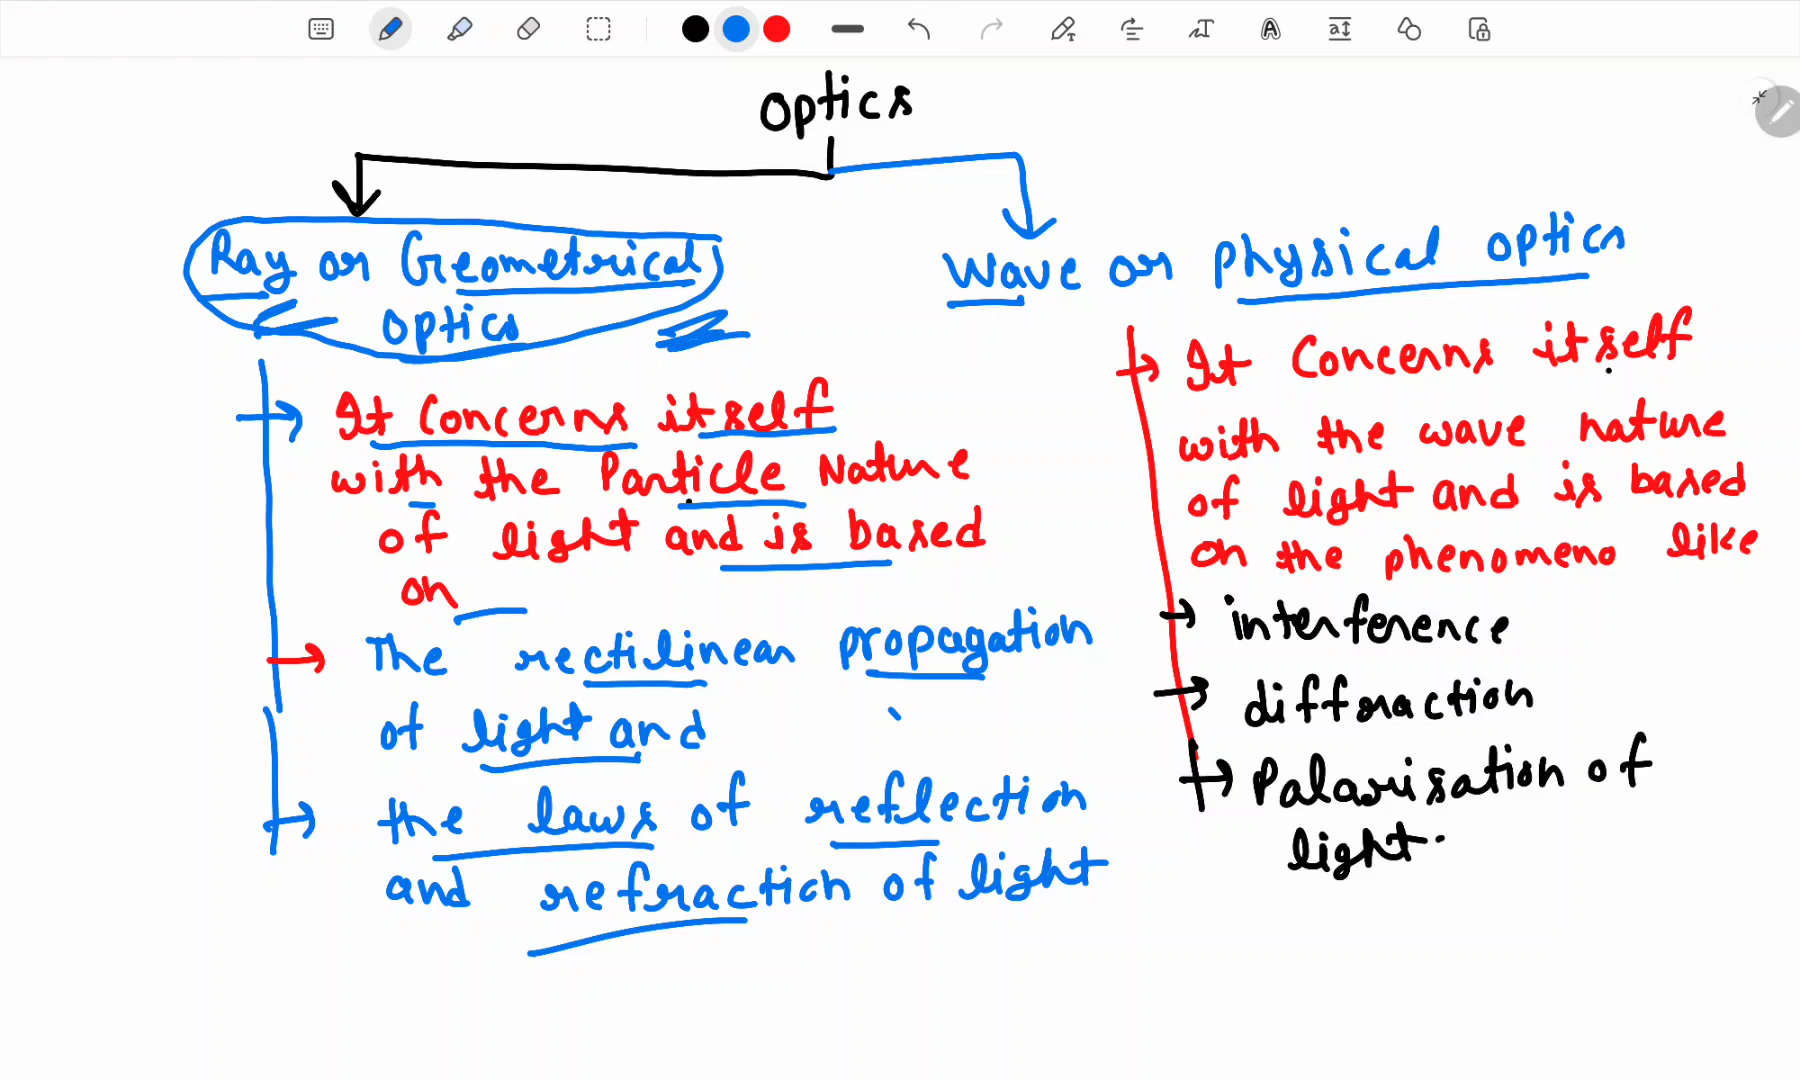 Optics
Ray or Geometrical
optics
It concerns itself
with the Particle Nature
of light and is based
on
The rectilinear propagation
of light and
the laws of reflection
and refraction of light
Wave or physical optics
It Concerns itself
with the wave nature
of light and is based
on the phenomeno like
interference
diffraction
Palarisation of
light.